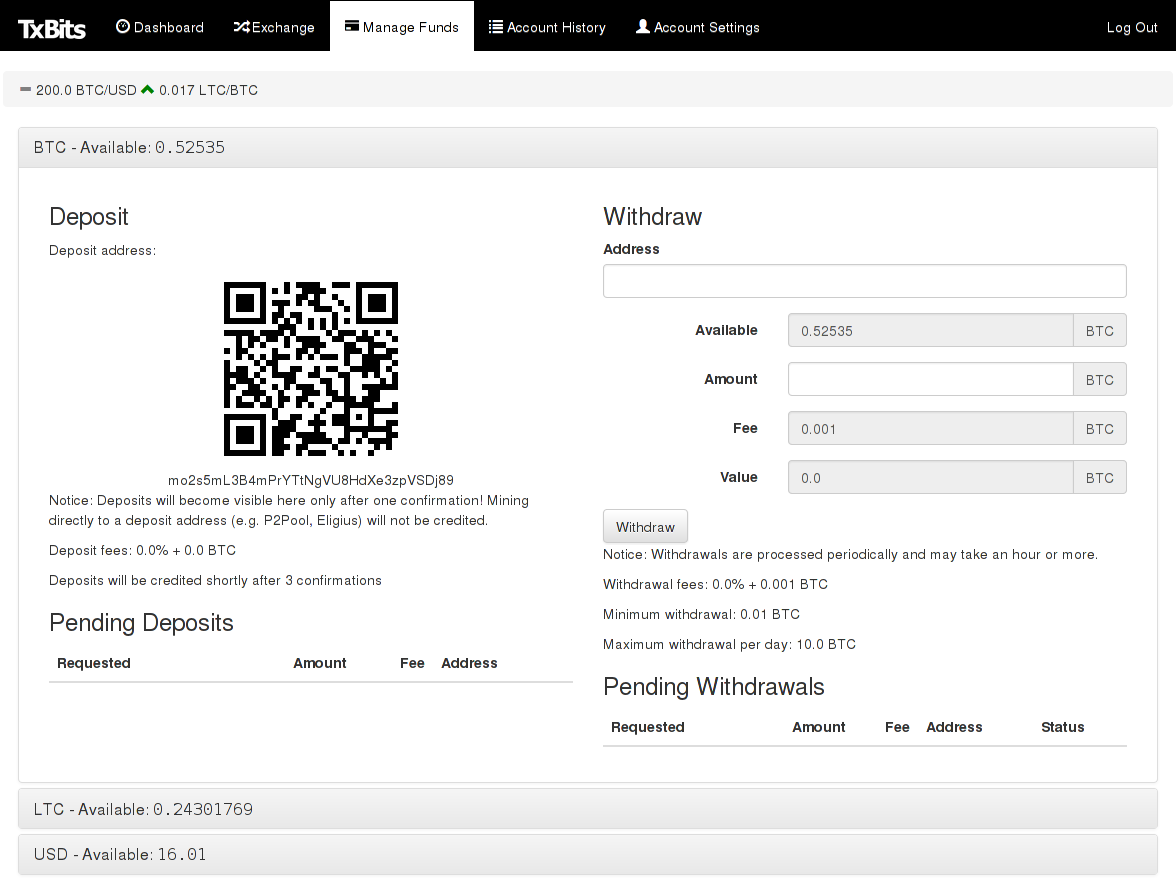 TxBits Dashboard Exchange Manage Funds Account History Account Settings Log Out
200.0 BTC/USD 0.017 LTC/BTC
BTC - Available: 0.52535
Deposit
Deposit address:
mo2s5mL3B4mPrYTtNgVU8HdXe3zpVSDj89
Notice: Deposits will become visible here only after one confirmation! Mining
directly to a deposit address (e.g. P2Pool, Eligius) will not be credited.
Deposit fees: 0.0% + 0.0 BTC
Deposits will be credited shortly after 3 confirmations
Pending Deposits
Requested Amount Fee Address
Withdraw
Address
Available 0.52535 BTC
Amount BTC
Fee 0.001 BTC
Value 0.0 BTC
Withdraw
Notice: Withdrawals are processed periodically and may take an hour or more.
Withdrawal fees: 0.0% + 0.001 BTC
Minimum withdrawal: 0.01 BTC
Maximum withdrawal per day: 10.0 BTC
Pending Withdrawals
Requested Amount Fee Address Status
LTC - Available: 0.24301769
USD - Available: 16.01